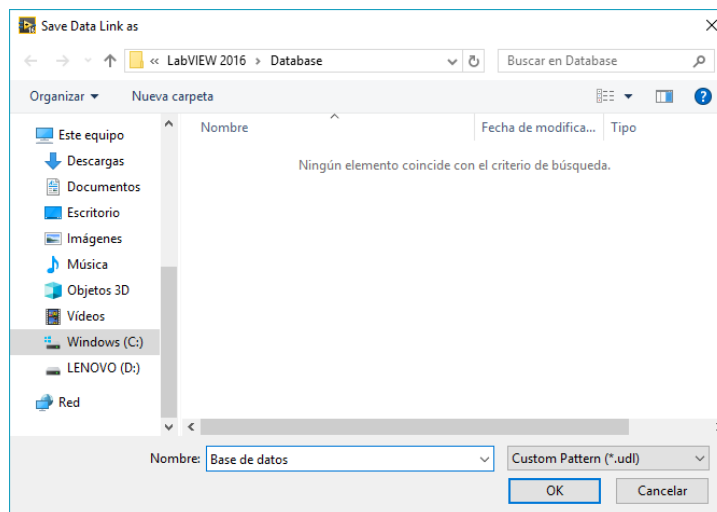 Save Data Link as
« LabVIEW 2016 > Database
Buscar en Database
Organizar
Nueva carpeta
Este equipo
Descargas
Documentos
Escritorio
Imágenes
Música
Objetos 3D
Vídeos
Windows (C:)
LENOVO (D:)
Red
Nombre
Fecha de modifica...
Tipo
Ningún elemento coincide con el criterio de búsqueda.
Nombre: Base de datos
Custom Pattern (*.udl)
OK
Cancelar